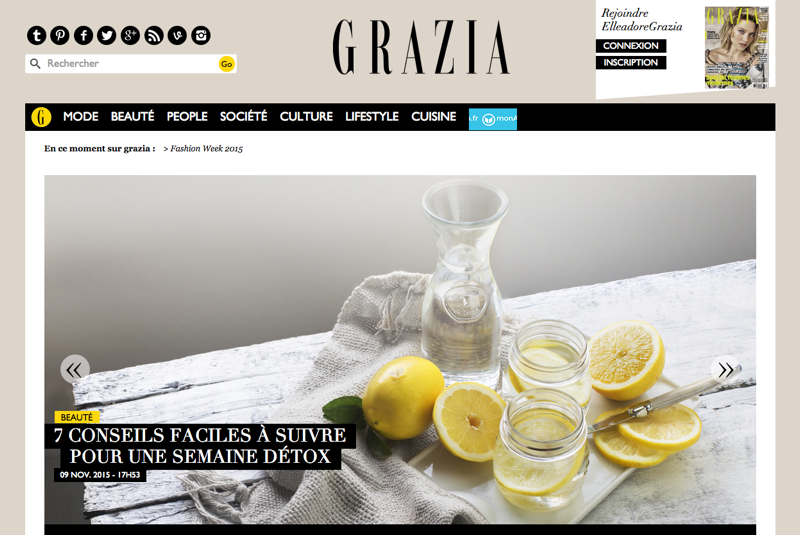 GRAZIA
Rejoindre
ElleadoreGrazia
CONNEXION
INSCRIPTION
GRAZIA
Rechercher
Go
G MODE BEAUTÉ PEOPLE SOCIÉTÉ CULTURE LIFESTYLE CUISINE .fr
En ce moment sur grazia : > Fashion Week 2015
«
»
BEAUTÉ
7 CONSEILS FACILES À SUIVRE
POUR UNE SEMAINE DÉTOX
09 NOV. 2015 - 17H53